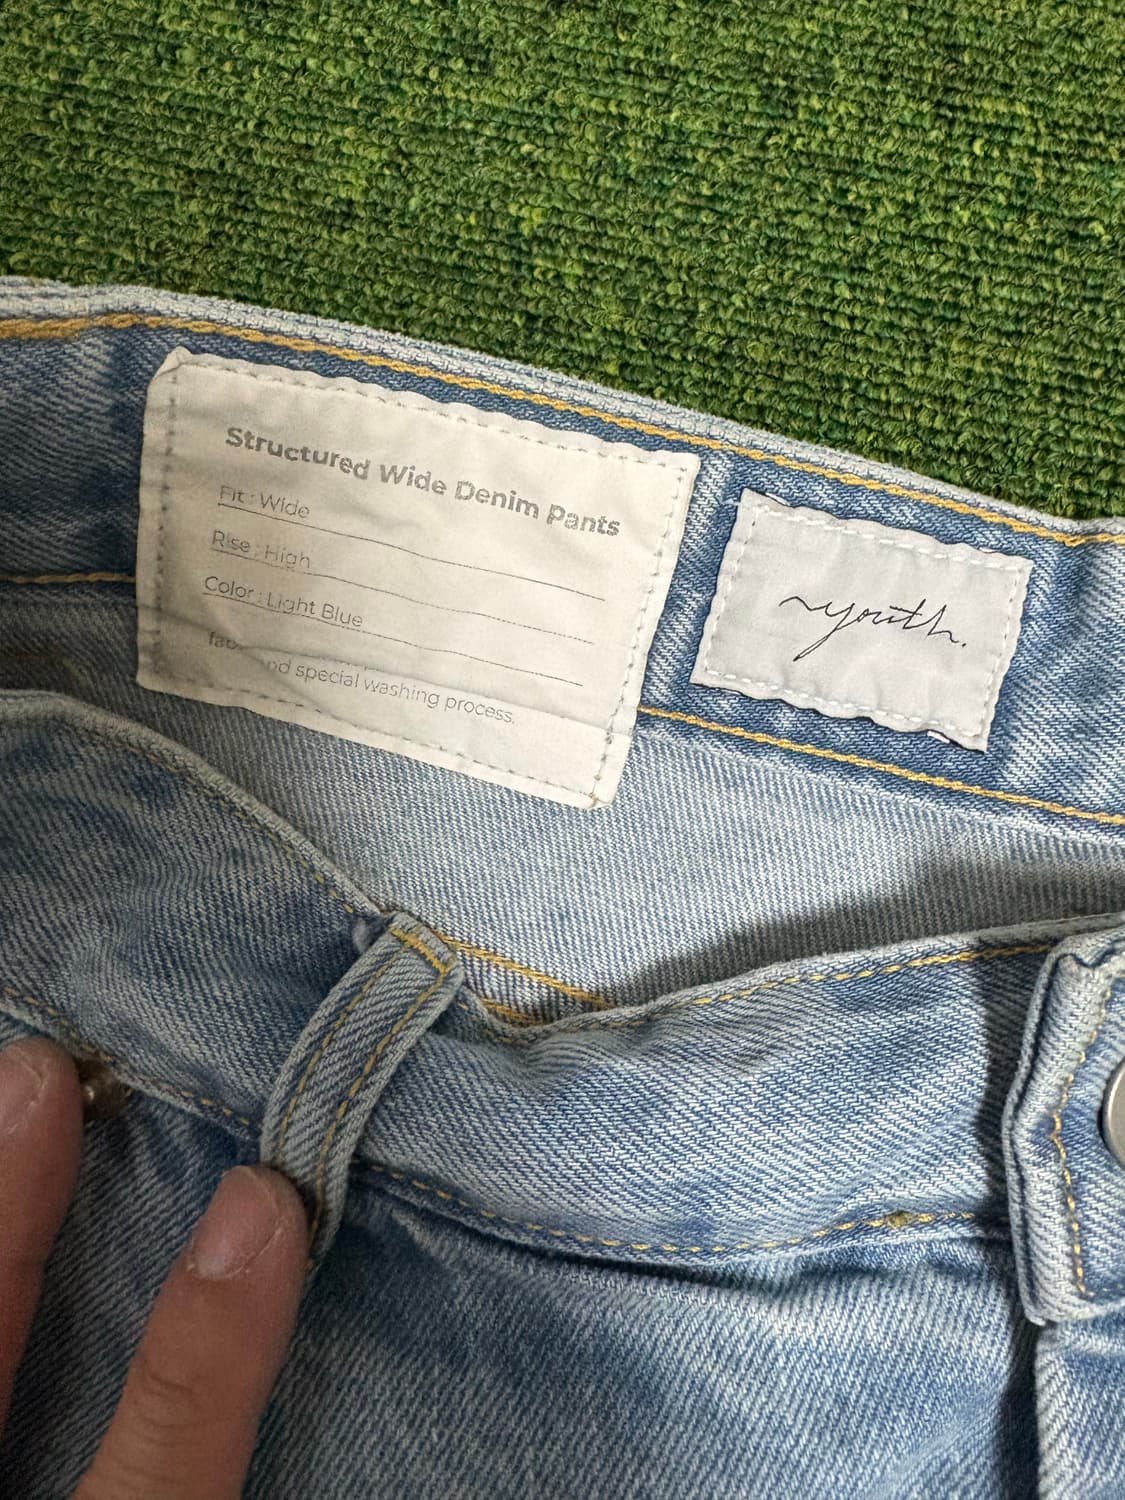 Structured Wide Denim Pants
Fit : Wide
Rise : High
Color : Light Blue
special washing process.
youth.